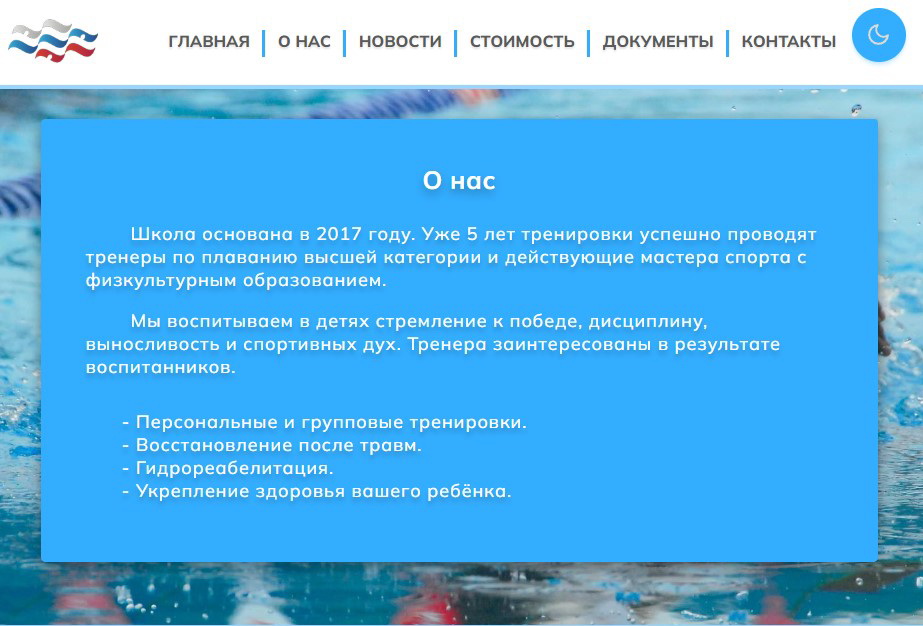 ГЛАВНАЯ О НАС НОВОСТИ СТОИМОСТЬ ДОКУМЕНТЫ КОНТАКТЫ
О нас
Школа основана в 2017 году. Уже 5 лет тренировки успешно проводят
тренеры по плаванию высшей категории и действующие мастера спорта с
физкультурным образованием.
Мы воспитываем в детях стремление к победе, дисциплину,
выносливость и спортивных дух. Тренера заинтересованы в результате
воспитанников.
- Персональные и групповые тренировки.
- Восстановление после травм.
- Гидрореабелитация.
- Укрепление здоровья вашего ребёнка.